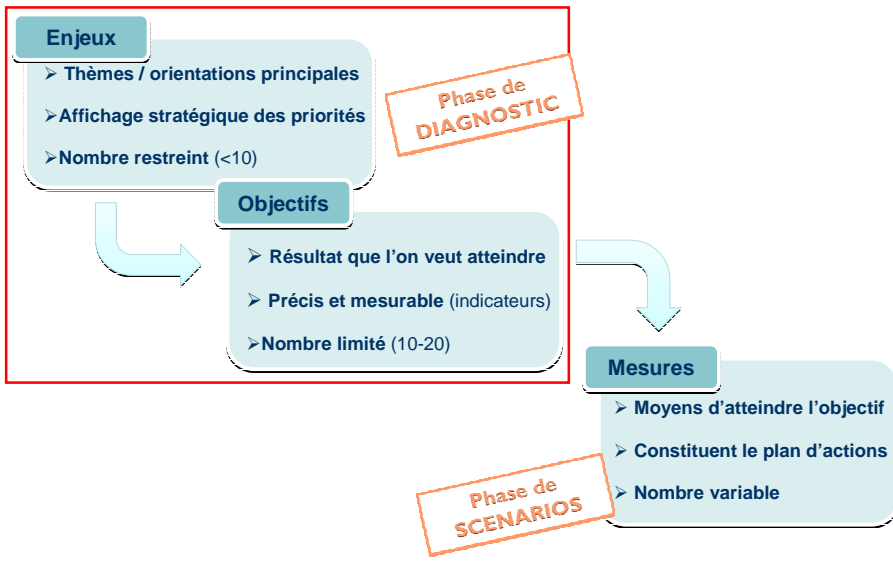 Enjeux
➢ Thèmes / orientations principales
➢Affichage stratégique des priorités
➢Nombre restreint (<10)
Phase de
DIAGNOSTIC
Objectifs
➢ Résultat que l’on veut atteindre
➢ Précis et mesurable (indicateurs)
➢Nombre limité (10-20)
Mesures
➢ Moyens d’atteindre l’objectif
➢ Constituent le plan d’actions
➢ Nombre variable
Phase de
SCENARIOS